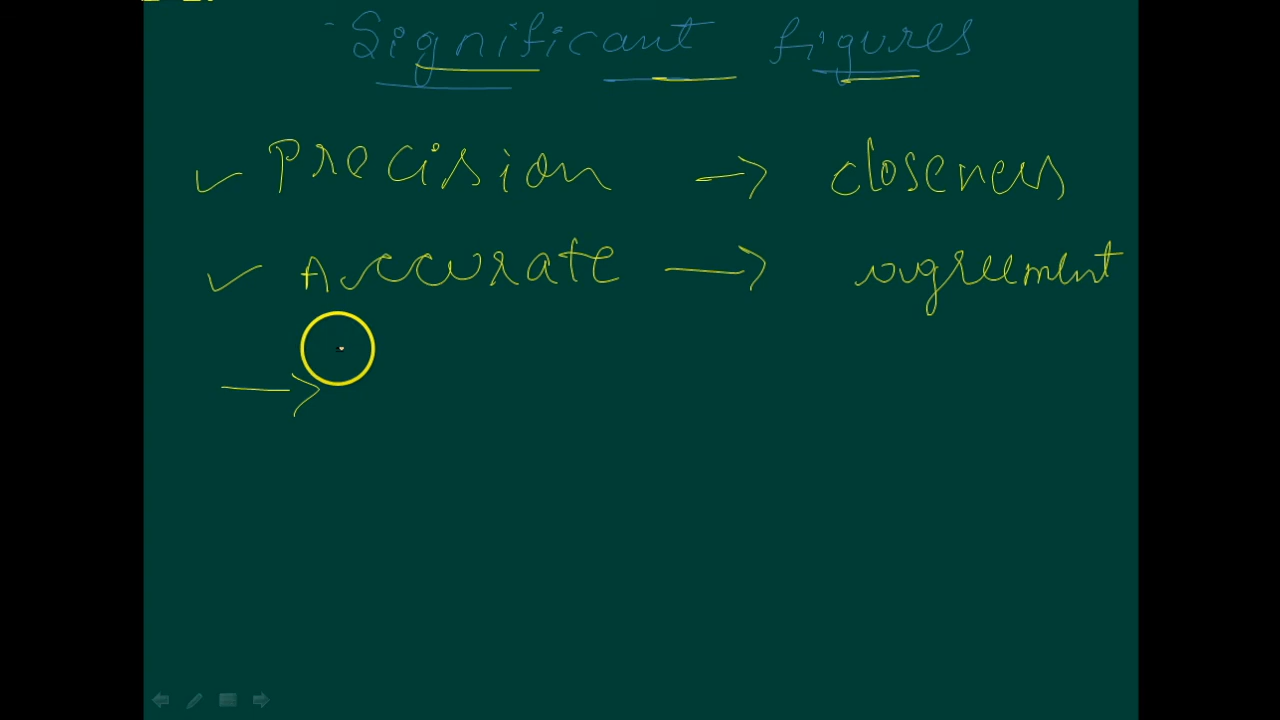 Significant figures
Precision → closeness
Accurate → agreement
→